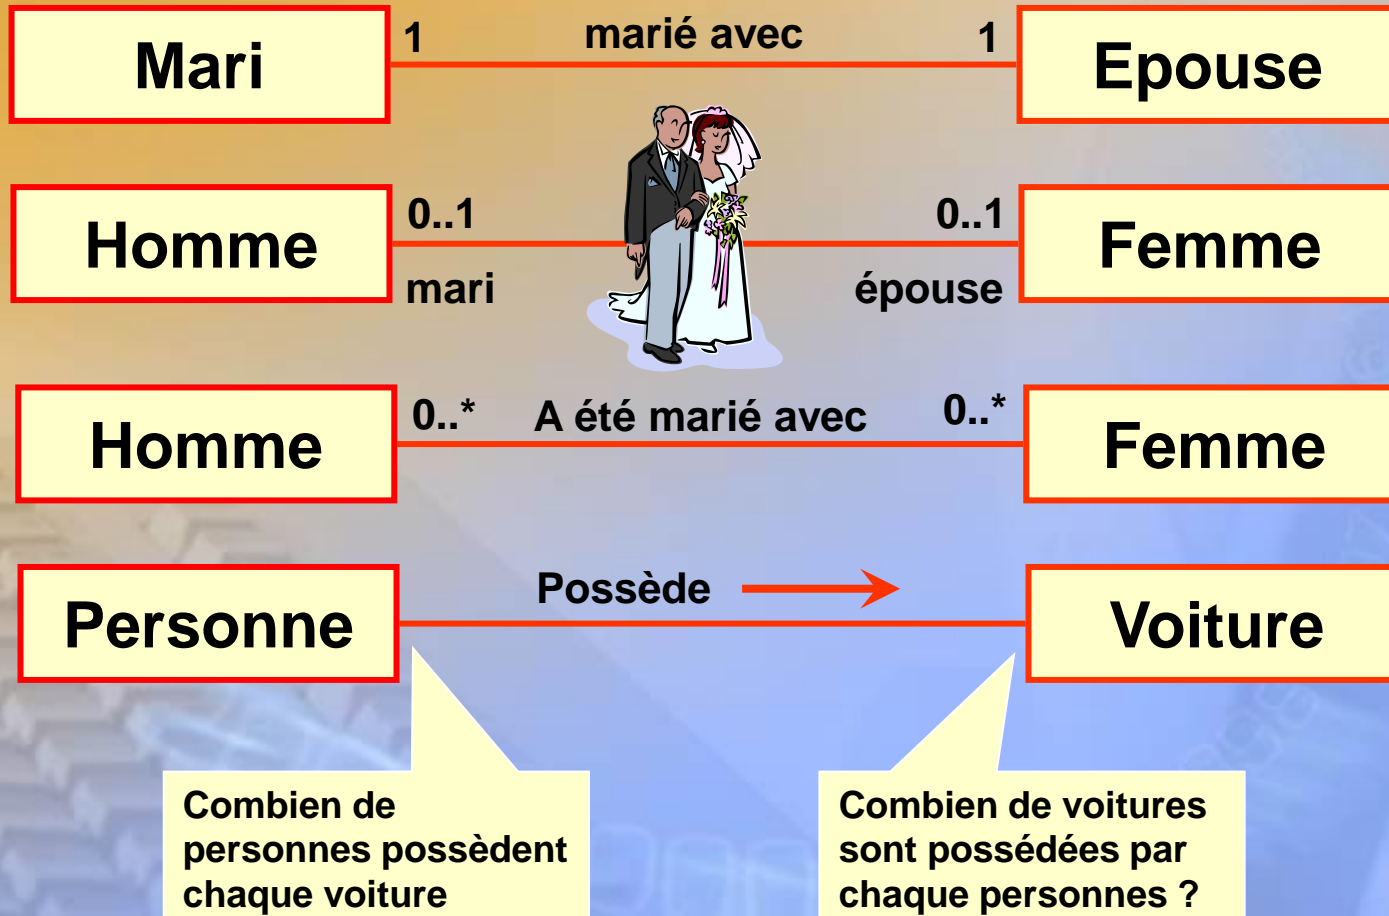 1 marié avec 1
Mari Epouse
0..1 0..1
Homme Femme
mari épouse
0..* A été marié avec 0..*
Homme Femme
Possède
Personne Voiture
Combien de
personnes possèdent
chaque voiture
Combien de voitures
sont possédées par
chaque personnes ?